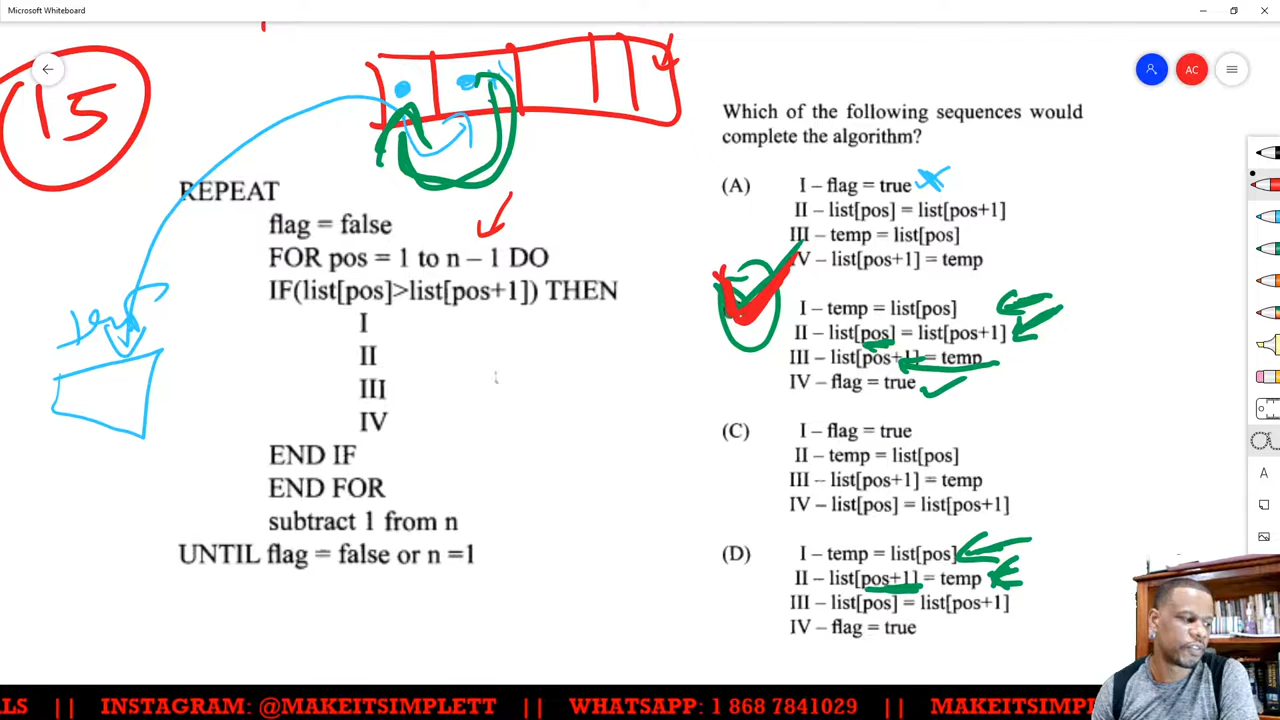 Microsoft Whiteboard
AC
15
REPEAT
flag = false
FOR pos = 1 to n – 1 DO
IF(list[pos]>list[pos+1]) THEN
I
II
III
IV
END IF
END FOR
subtract 1 from n
UNTIL flag = false or n =1
temp
Which of the following sequences would
complete the algorithm?
(A) I – flag = true
II – list[pos] = list[pos+1]
III – temp = list[pos]
IV – list[pos+1] = temp
I – temp = list[pos]
II – list[pos] = list[pos+1]
III – list[pos+1] = temp
IV – flag = true
(C) I – flag = true
II – temp = list[pos]
III – list[pos+1] = temp
IV – list[pos] = list[pos+1]
(D) I – temp = list[pos]
II – list[pos+1] = temp
III – list[pos] = list[pos+1]
IV – flag = true
A
ALS || INSTAGRAM: @MAKEITSIMPLETT || WHATSAPP: 1 868 7841029 || MAKEITSIMPLETT